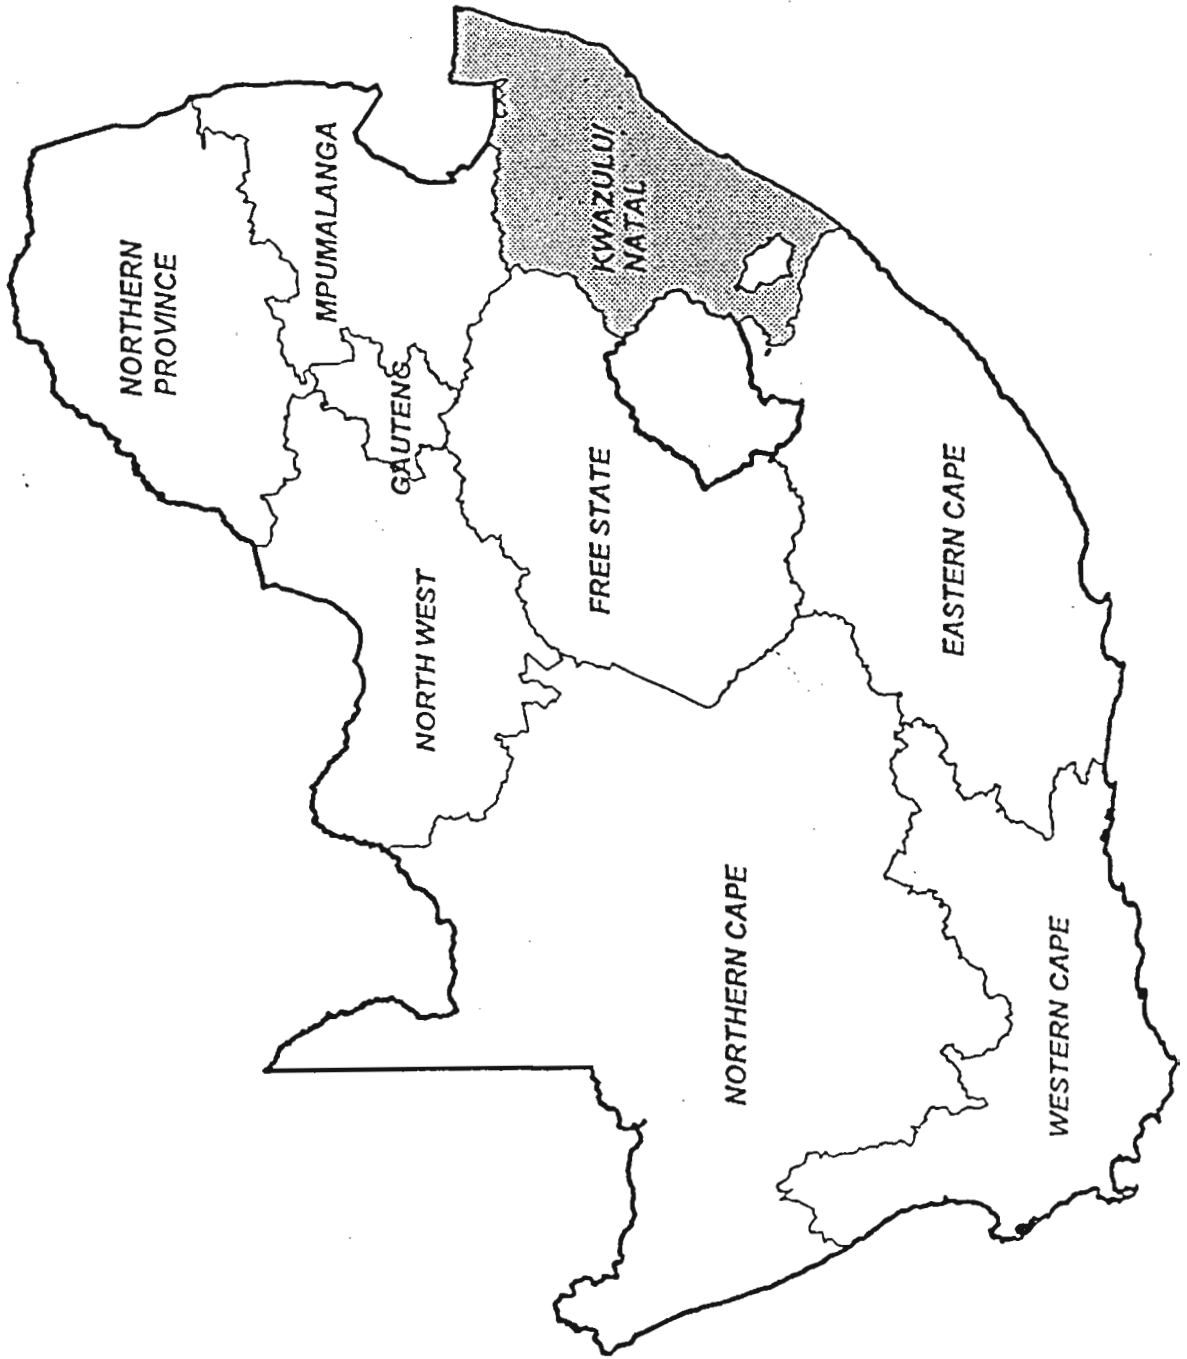 NORTHERN
PROVINCE
MPUMALANGA
GAUTENG
NORTH WEST
KWAZULU/
NATAL
FREE STATE
NORTHERN CAPE
EASTERN CAPE
WESTERN CAPE